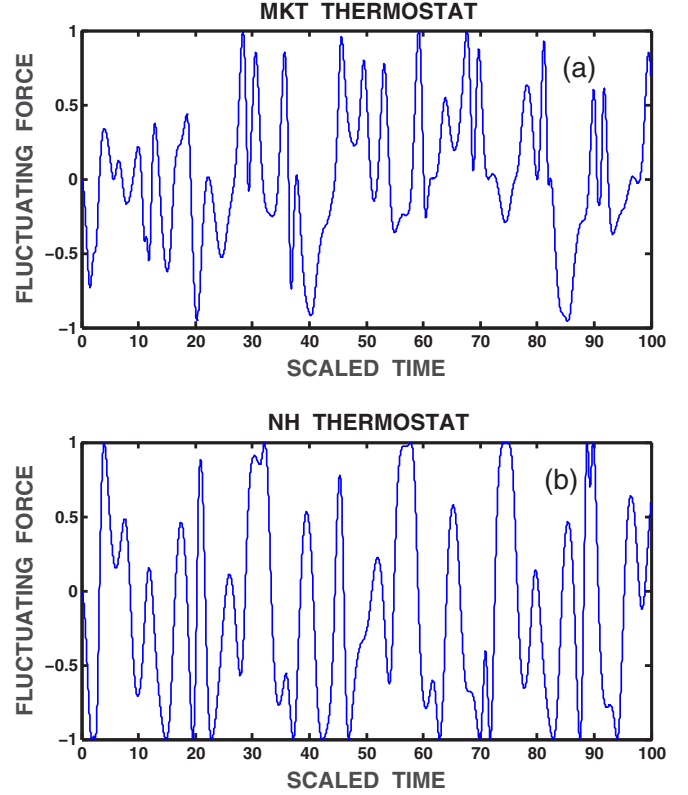 MKT THERMOSTAT
FLUCTUATING FORCE
1
0.5
0
−0.5
−1
(a)
0 10 20 30 40 50 60 70 80 90 100
SCALED TIME
NH THERMOSTAT
FLUCTUATING FORCE
1
0.5
0
−0.5
−1
(b)
0 10 20 30 40 50 60 70 80 90 100
SCALED TIME